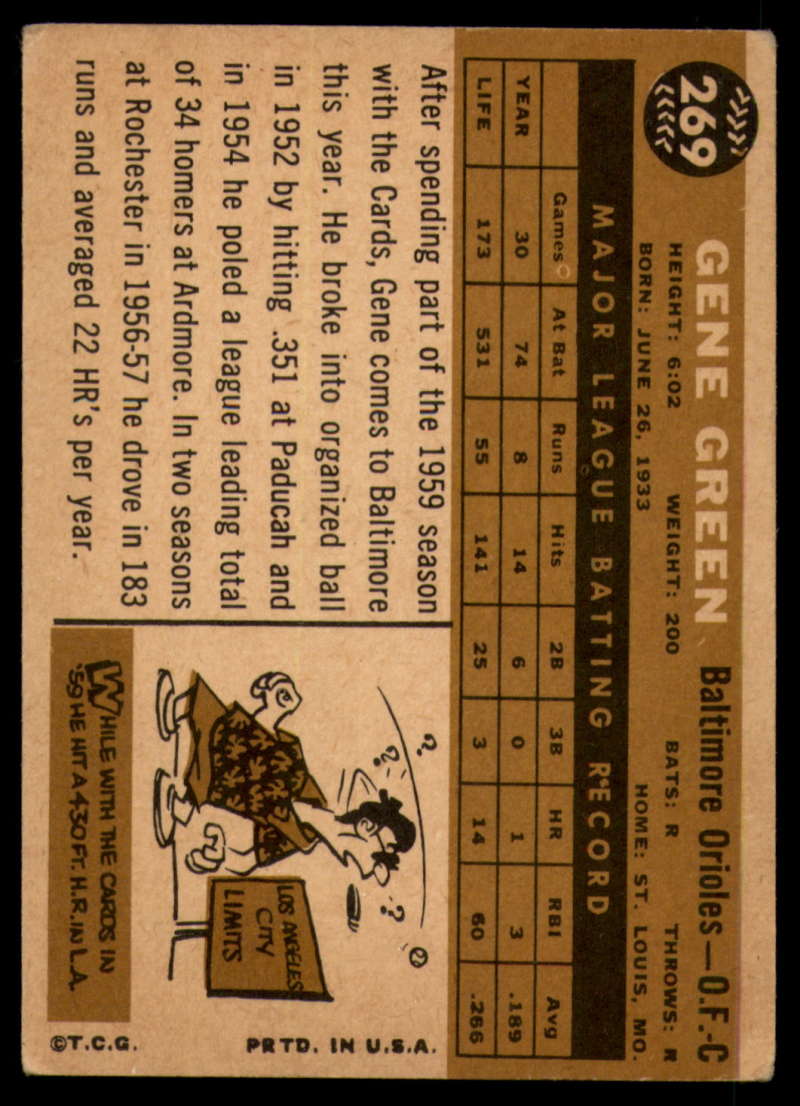 269
GENE GREEN Baltimore Orioles—O.F.-C
HEIGHT: 6:02 WEIGHT: 200 BATS: R THROWS: R
BORN: JUNE 26, 1933 HOME: ST. LOUIS, MO.
MAJOR LEAGUE BATTING RECORD
Games At Bat Runs Hits 2B 3B HR RBI Avg
YEAR 30 74 8 14 6 0 1 3 .189
LIFE 173 531 55 141 25 3 14 60 .266
After spending part of the 1959 season
with the Cards, Gene comes to Baltimore
this year. He broke into organized ball
in 1952 by hitting .351 at Paducah and
in 1954 he poled a league leading total
of 34 homers at Ardmore. In two seasons
at Rochester in 1956-57 he drove in 183
runs and averaged 22 HR's per year.
? ? ?
LOS ANGELES
CITY
LIMITS
WHILE WITH THE CARDS IN
'59 HE HIT A 430 FT. H.R. IN L.A.
©T.C.G. PRTD. IN U.S.A.